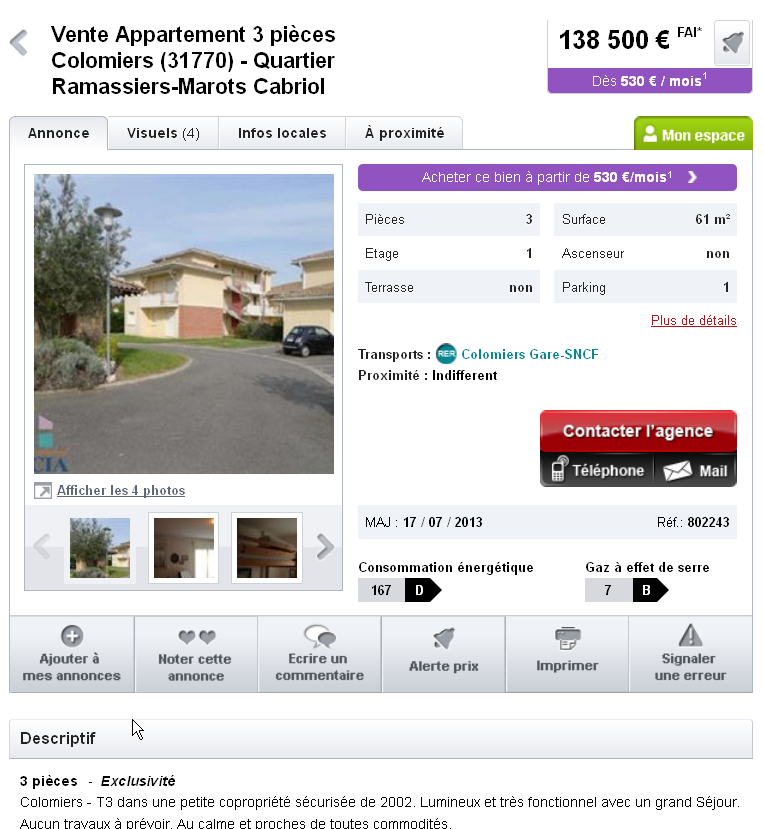 Vente Appartement 3 pièces
Colomiers (31770) - Quartier
Ramassiers-Marots Cabriol
138 500 € FAI*
Dès 530 € / mois¹
Annonce
Visuels (4)
Infos locales
À proximité
Mon espace
Acheter ce bien à partir de 530 €/mois¹
Pièces 3
Surface 61 m²
Etage 1
Ascenseur non
Terrasse non
Parking 1
Plus de détails
Transports : RER Colomiers Gare-SNCF
Proximité : Indifferent
Contacter l'agence
Téléphone
Mail
CIA
Afficher les 4 photos
MAJ : 17 / 07 / 2013
Réf.: 802243
Consommation énergétique
167 D
Gaz à effet de serre
7 B
Ajouter à
mes annonces
Noter cette
annonce
Ecrire un
commentaire
Alerte prix
Imprimer
Signaler
une erreur
Descriptif
3 pièces - Exclusivité
Colomiers - T3 dans une petite copropriété sécurisée de 2002. Lumineux et très fonctionnel avec un grand Séjour.
Aucun travaux à prévoir. Au calme et proches de toutes commodités.